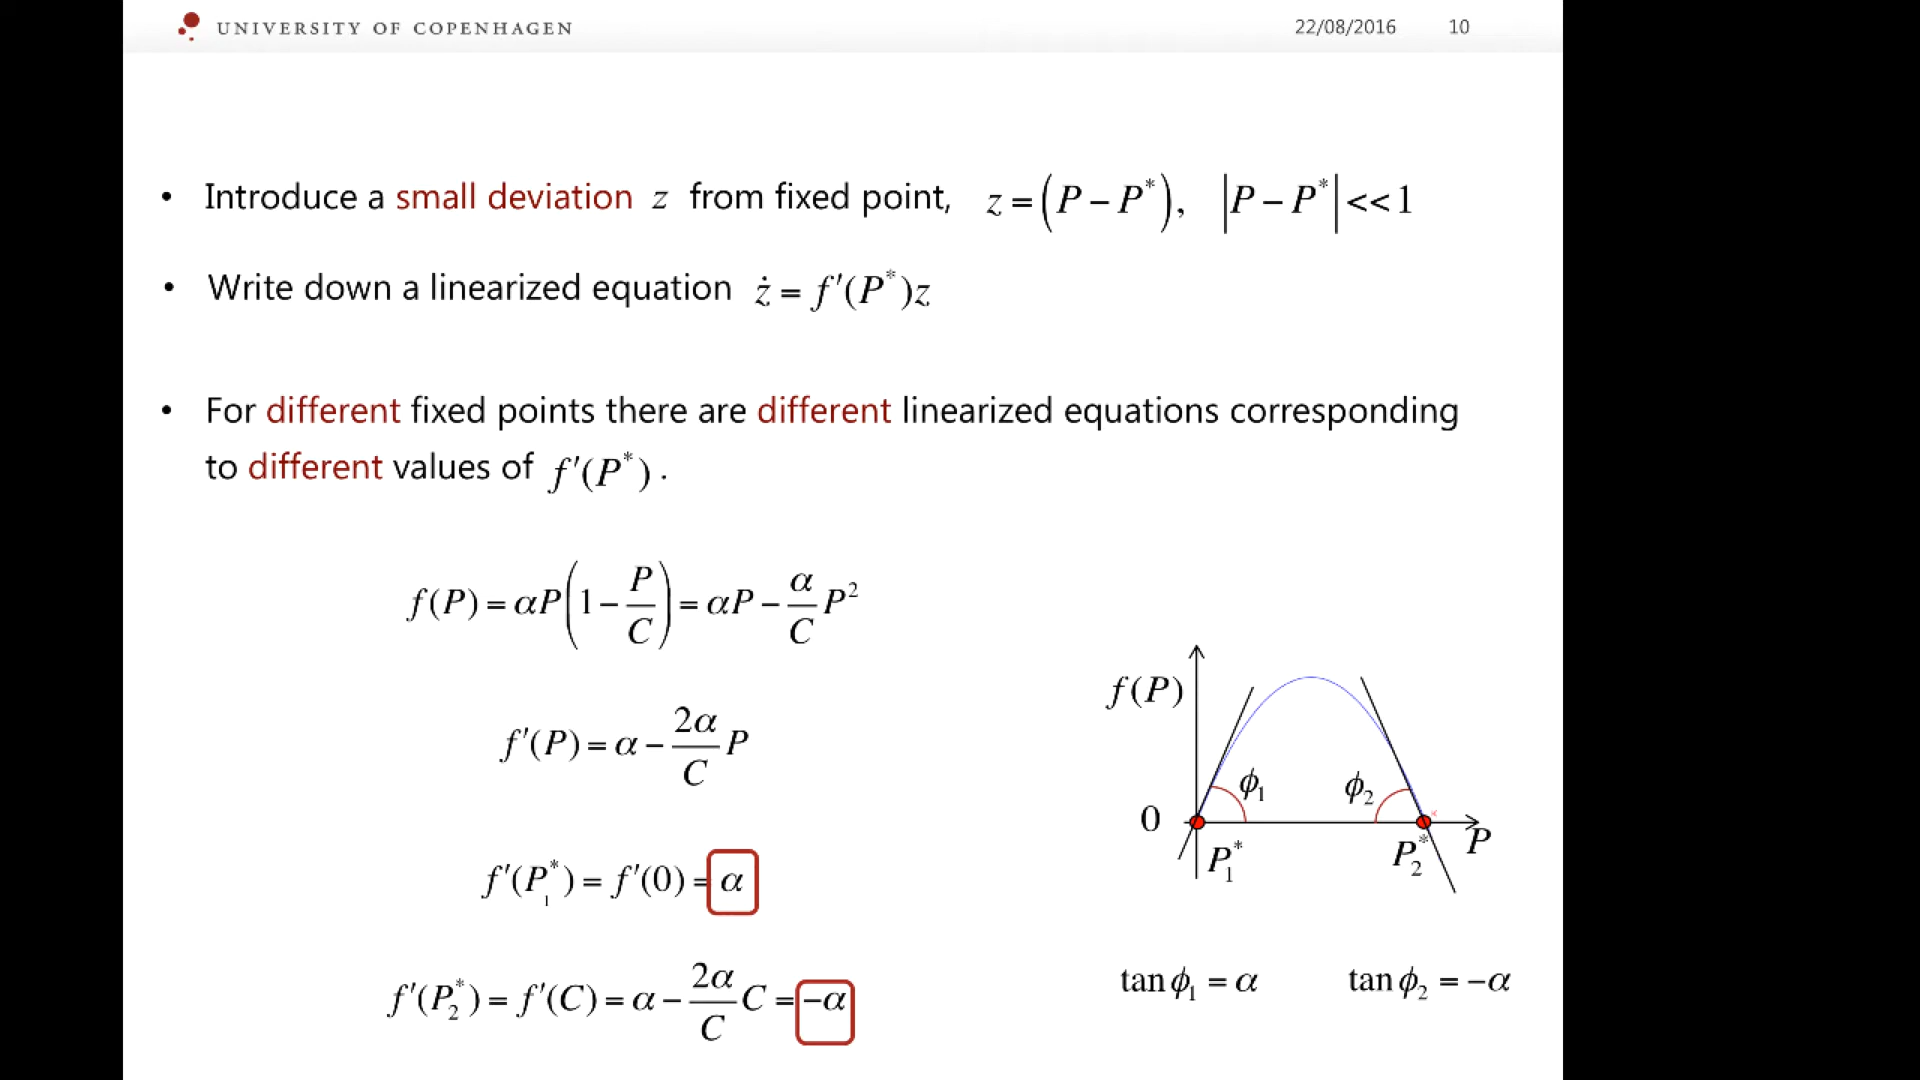 UNIVERSITY OF COPENHAGEN
22/08/2016 10
• Introduce a small deviation z from fixed point, z = (P − P*), |P − P*| << 1
• Write down a linearized equation ż = f′(P*)z
• For different fixed points there are different linearized equations corresponding
to different values of f′(P*) .
f(P) = αP(1 − P/C) = αP − α/C P²
f′(P) = α − 2α/C P
f′(P₁*) = f′(0) = α
f′(P₂*) = f′(C) = α − 2α/C C = −α
f(P)
ϕ₁ ϕ₂
0
P₁* P₂* P
tan ϕ₁ = α tan ϕ₂ = −α